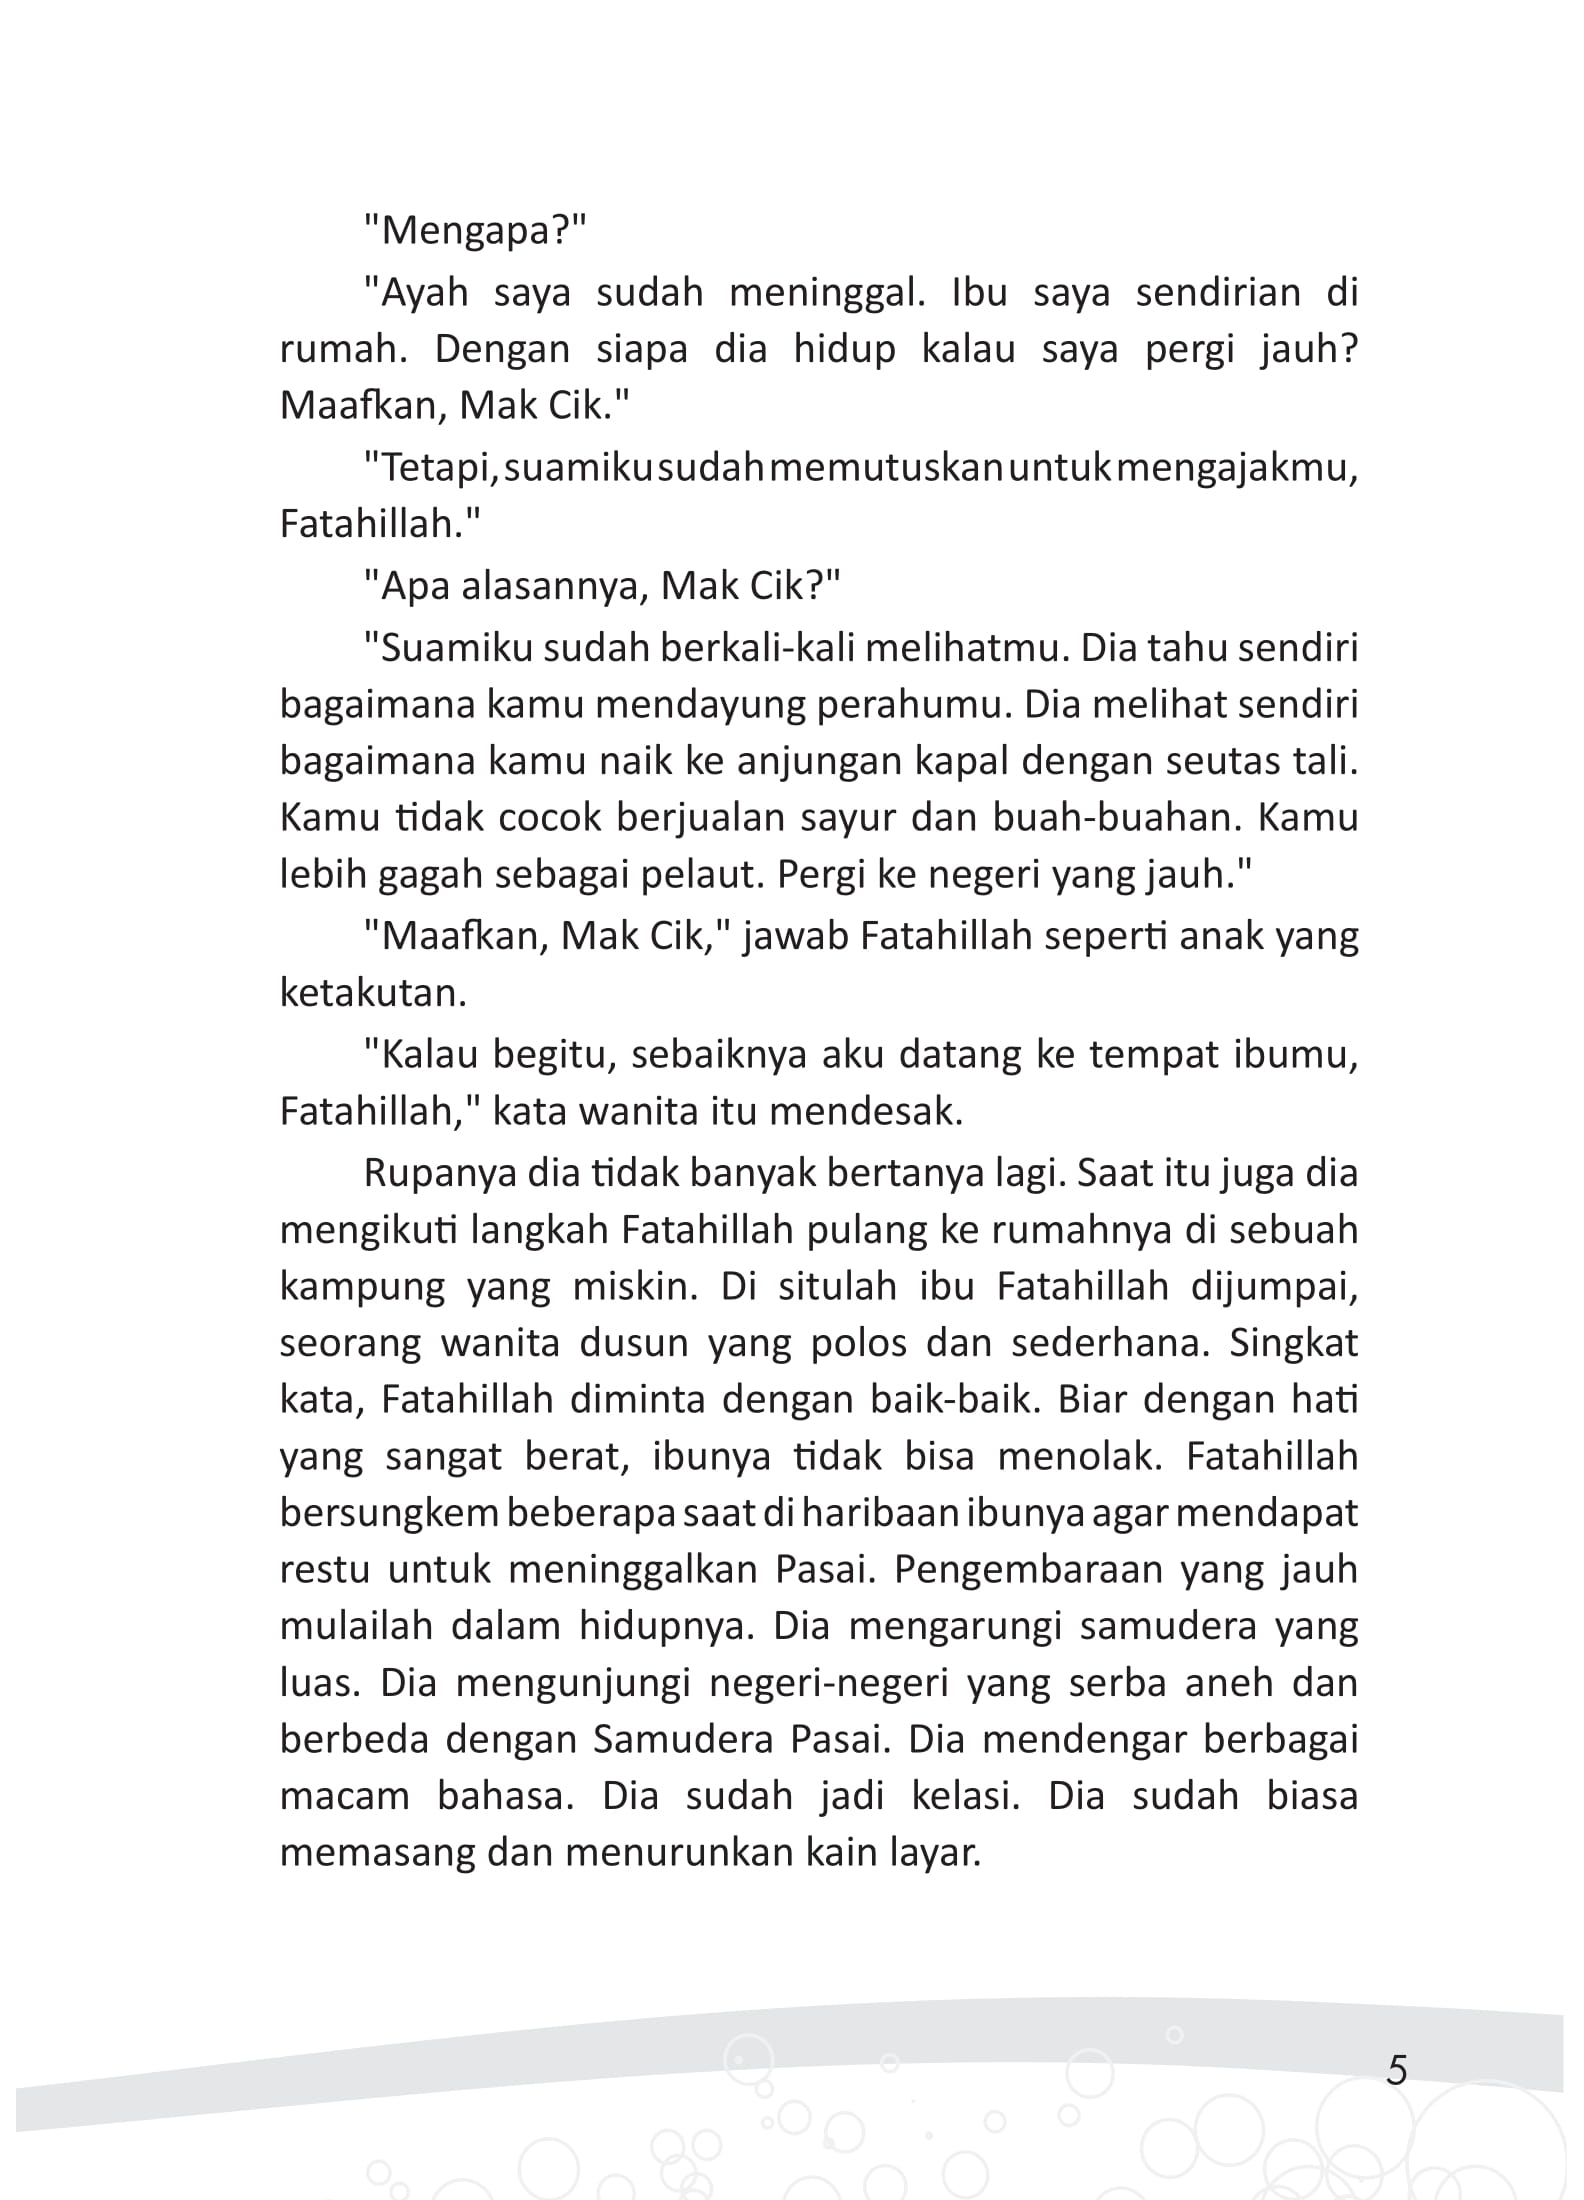 "Mengapa?"
"Ayah saya sudah meninggal. Ibu saya sendirian di
rumah. Dengan siapa dia hidup kalau saya pergi jauh?
Maafkan, Mak Cik."
"Tetapi, suamiku sudah memutuskan untuk mengajakmu,
Fatahillah."
"Apa alasannya, Mak Cik?"
"Suamiku sudah berkali-kali melihatmu. Dia tahu sendiri
bagaimana kamu mendayung perahumu. Dia melihat sendiri
bagaimana kamu naik ke anjungan kapal dengan seutas tali.
Kamu tidak cocok berjualan sayur dan buah-buahan. Kamu
lebih gagah sebagai pelaut. Pergi ke negeri yang jauh."
"Maafkan, Mak Cik," jawab Fatahillah seperti anak yang
ketakutan.
"Kalau begitu, sebaiknya aku datang ke tempat ibumu,
Fatahillah," kata wanita itu mendesak.
Rupanya dia tidak banyak bertanya lagi. Saat itu juga dia
mengikuti langkah Fatahillah pulang ke rumahnya di sebuah
kampung yang miskin. Di situlah ibu Fatahillah dijumpai,
seorang wanita dusun yang polos dan sederhana. Singkat
kata, Fatahillah diminta dengan baik-baik. Biar dengan hati
yang sangat berat, ibunya tidak bisa menolak. Fatahillah
bersungkem beberapa saat di haribaan ibunya agar mendapat
restu untuk meninggalkan Pasai. Pengembaraan yang jauh
mulailah dalam hidupnya. Dia mengarungi samudera yang
luas. Dia mengunjungi negeri-negeri yang serba aneh dan
berbeda dengan Samudera Pasai. Dia mendengar berbagai
macam bahasa. Dia sudah jadi kelasi. Dia sudah biasa
memasang dan menurunkan kain layar.
5